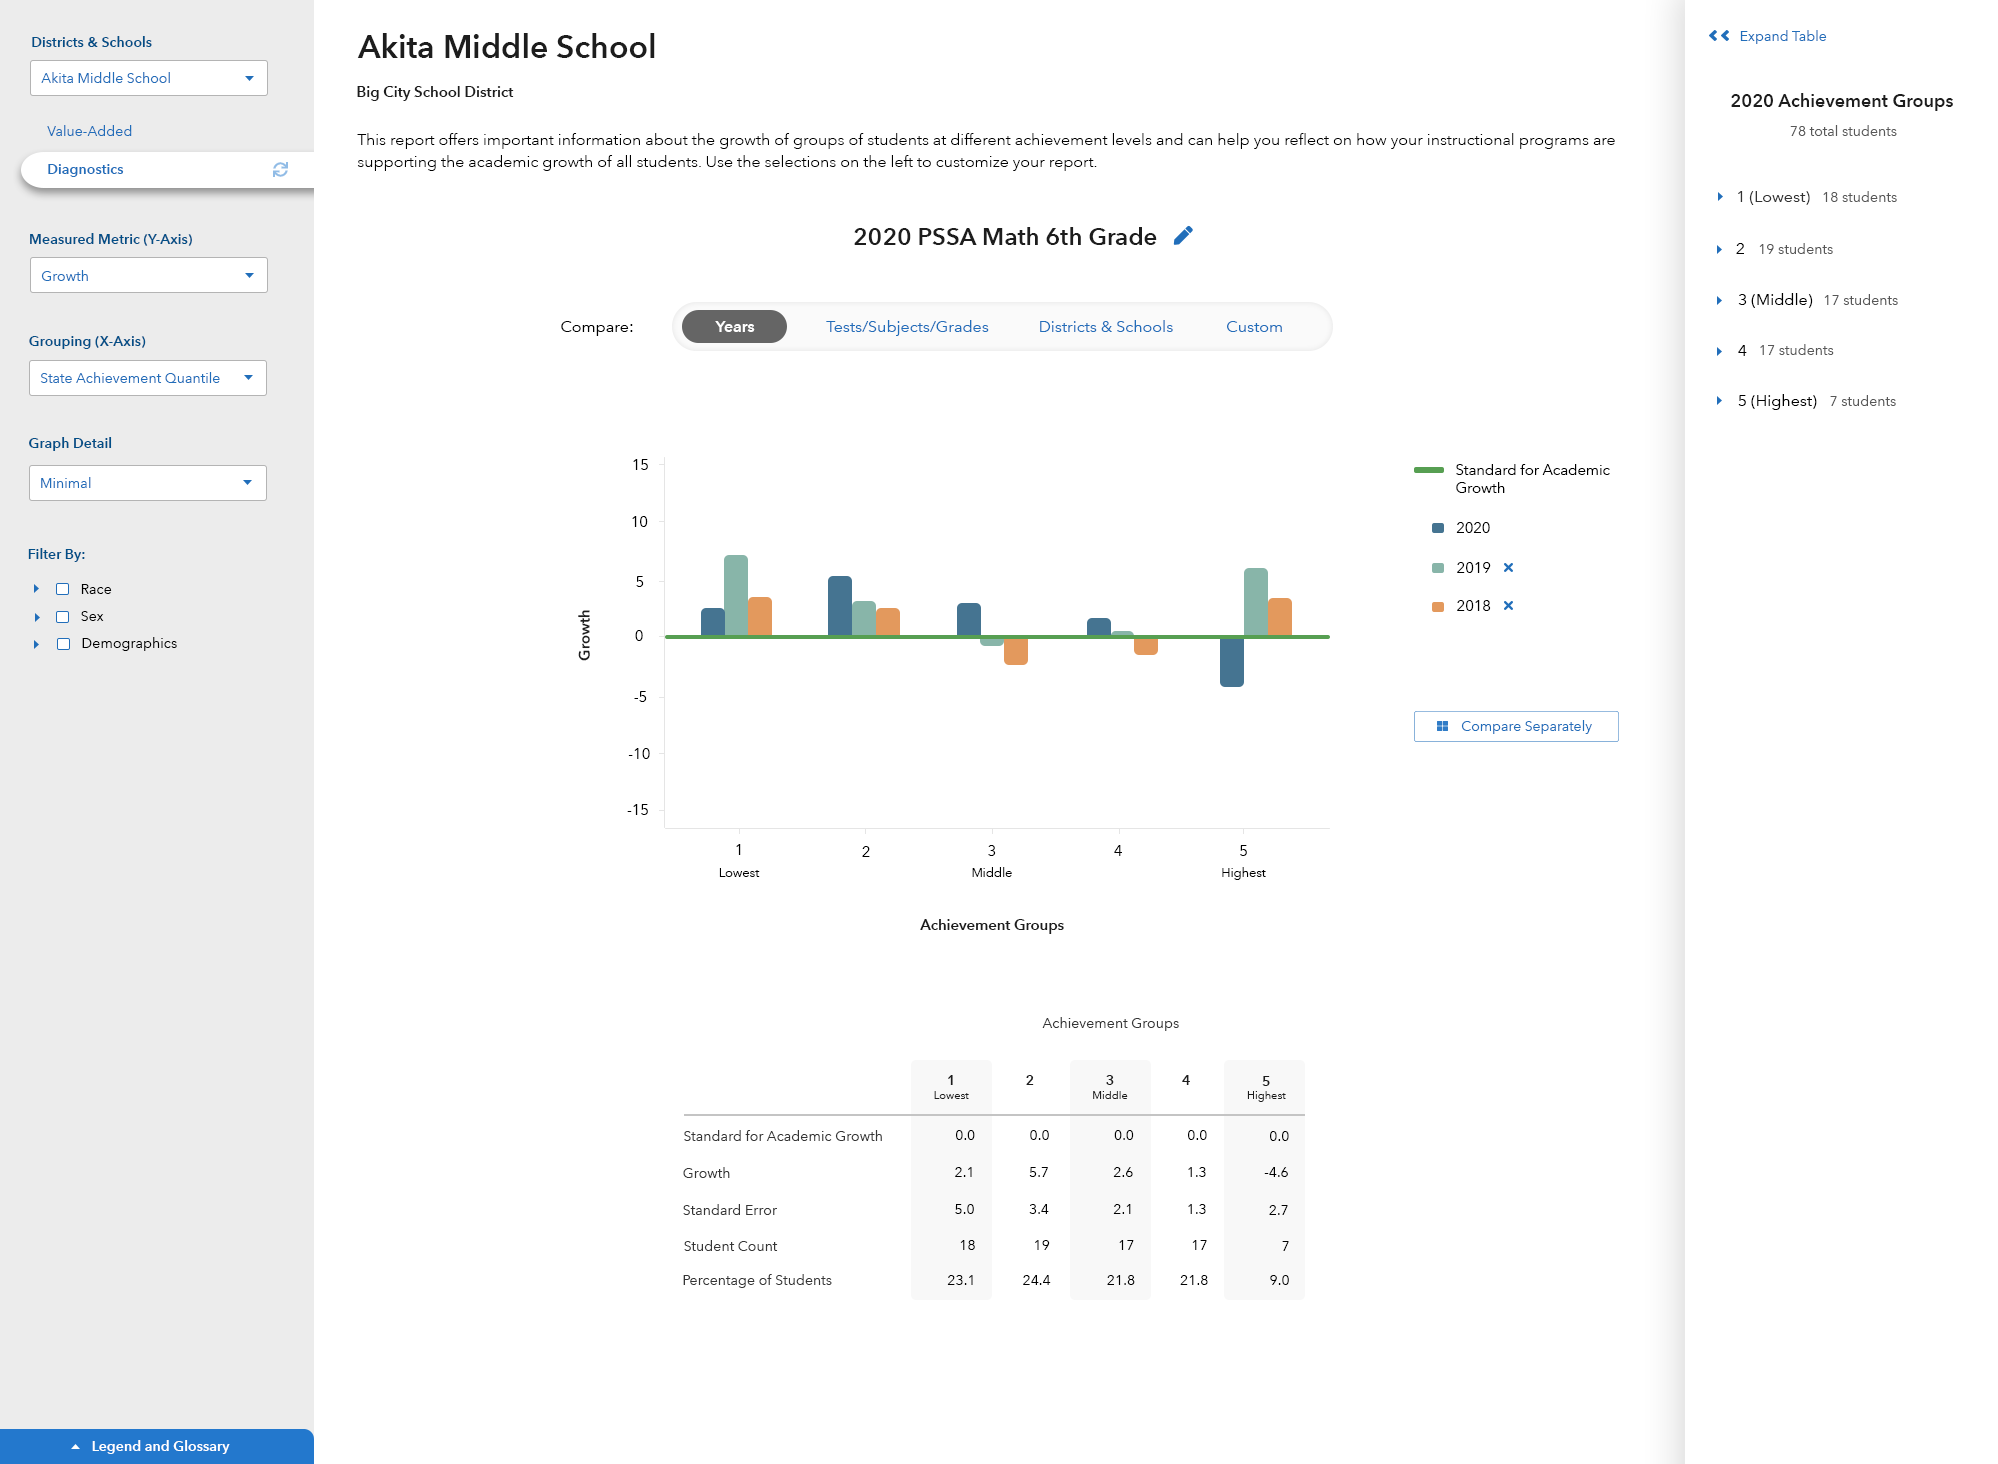 Districts & Schools
Akita Middle School
Value-Added
Diagnostics
Measured Metric (Y-Axis)
Growth
Grouping (X-Axis)
State Achievement Quantile
Graph Detail
Minimal
Filter By:
Race
Sex
Demographics
Legend and Glossary
Akita Middle School
Big City School District
This report offers important information about the growth of groups of students at different achievement levels and can help you reflect on how your instructional programs are
supporting the academic growth of all students. Use the selections on the left to customize your report.
2020 PSSA Math 6th Grade
Compare: Years Tests/Subjects/Grades Districts & Schools Custom
Growth
15
10
5
0
-5
-10
-15
1 2 3 4 5
Lowest Middle Highest
Achievement Groups
Standard for Academic
Growth
2020
2019
2018
Compare Separately
Achievement Groups
1 2 3 4 5
Lowest Middle Highest
Standard for Academic Growth 0.0 0.0 0.0 0.0 0.0
Growth 2.1 5.7 2.6 1.3 -4.6
Standard Error 5.0 3.4 2.1 1.3 2.7
Student Count 18 19 17 17 7
Percentage of Students 23.1 24.4 21.8 21.8 9.0
Expand Table
2020 Achievement Groups
78 total students
1 (Lowest) 18 students
2 19 students
3 (Middle) 17 students
4 17 students
5 (Highest) 7 students